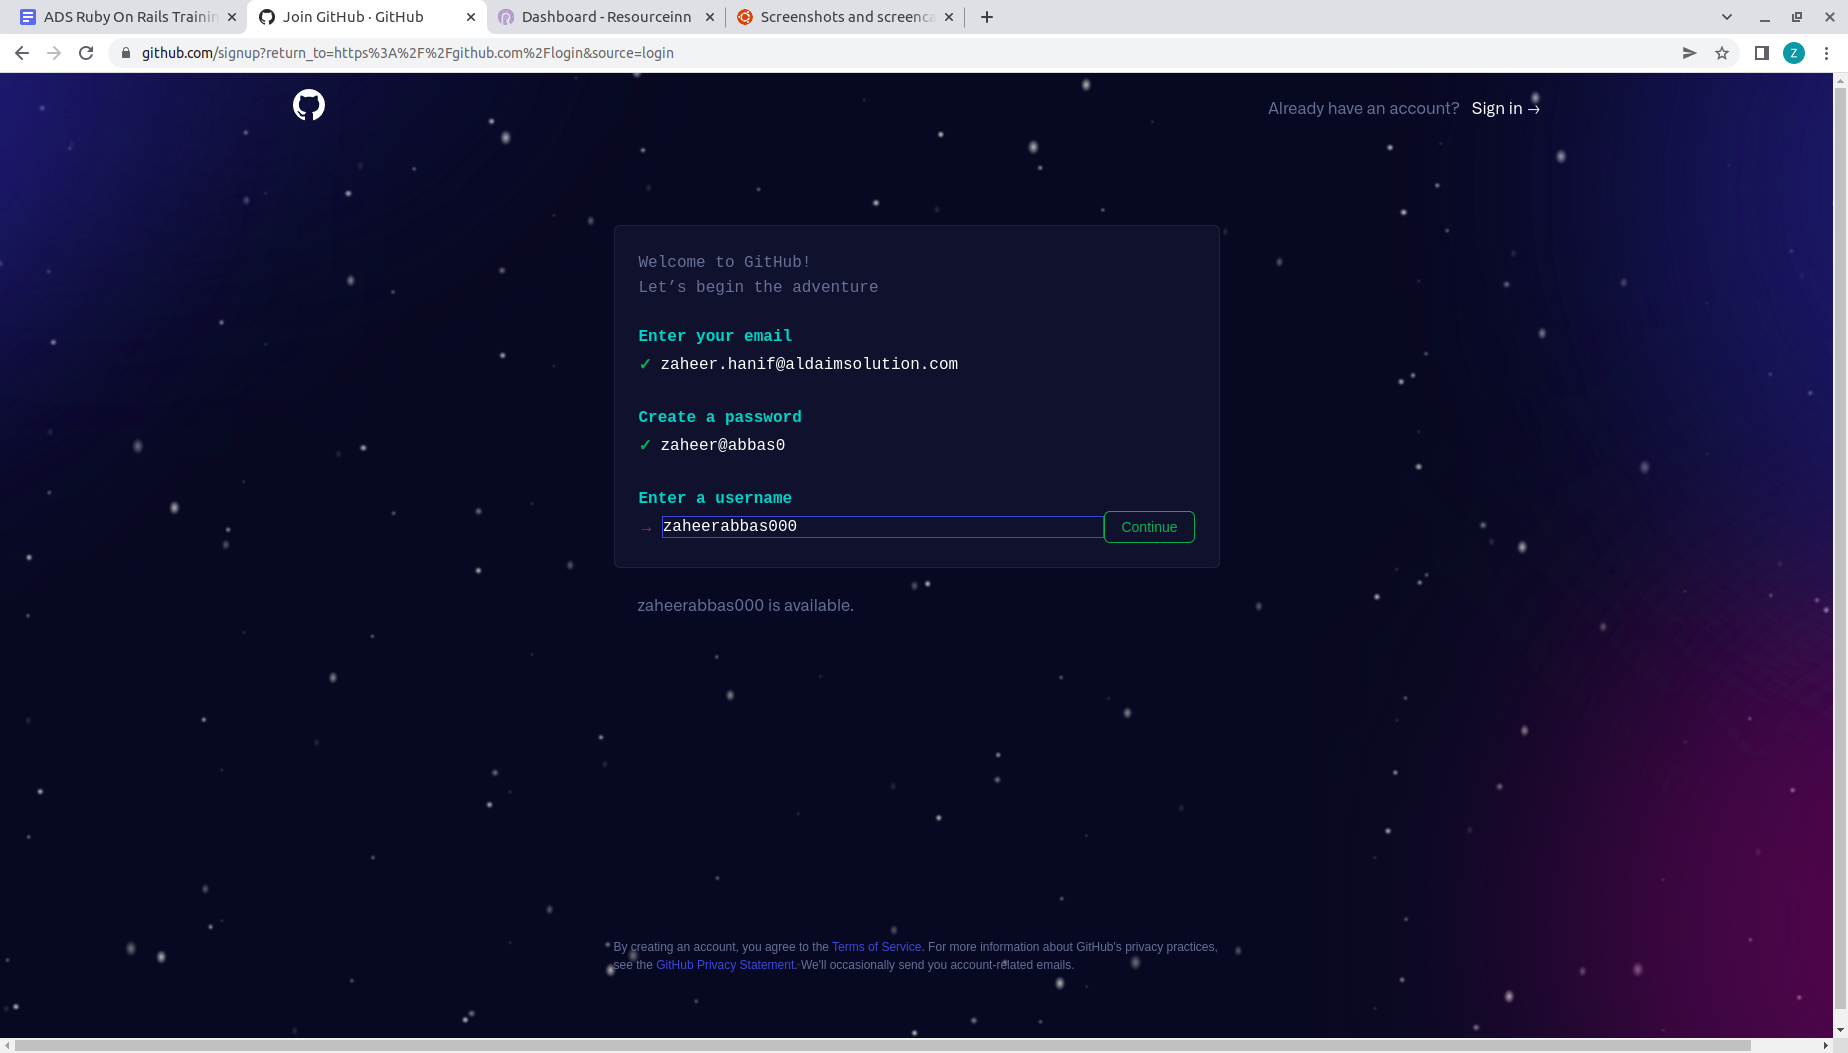 ADS Ruby On Rails Trainin
Join GitHub · GitHub
Dashboard - Resourceinn
Screenshots and screenca
github.com/signup?return_to=https%3A%2F%2Fgithub.com%2Flogin&source=login
Z
Already have an account? Sign in →
Welcome to GitHub!
Let’s begin the adventure
Enter your email
✓ zaheer.hanif@aldaimsolution.com
Create a password
✓ zaheer@abbas0
Enter a username
→ zaheerabbas000 Continue
zaheerabbas000 is available.
By creating an account, you agree to the Terms of Service. For more information about GitHub's privacy practices,
see the GitHub Privacy Statement. We'll occasionally send you account-related emails.